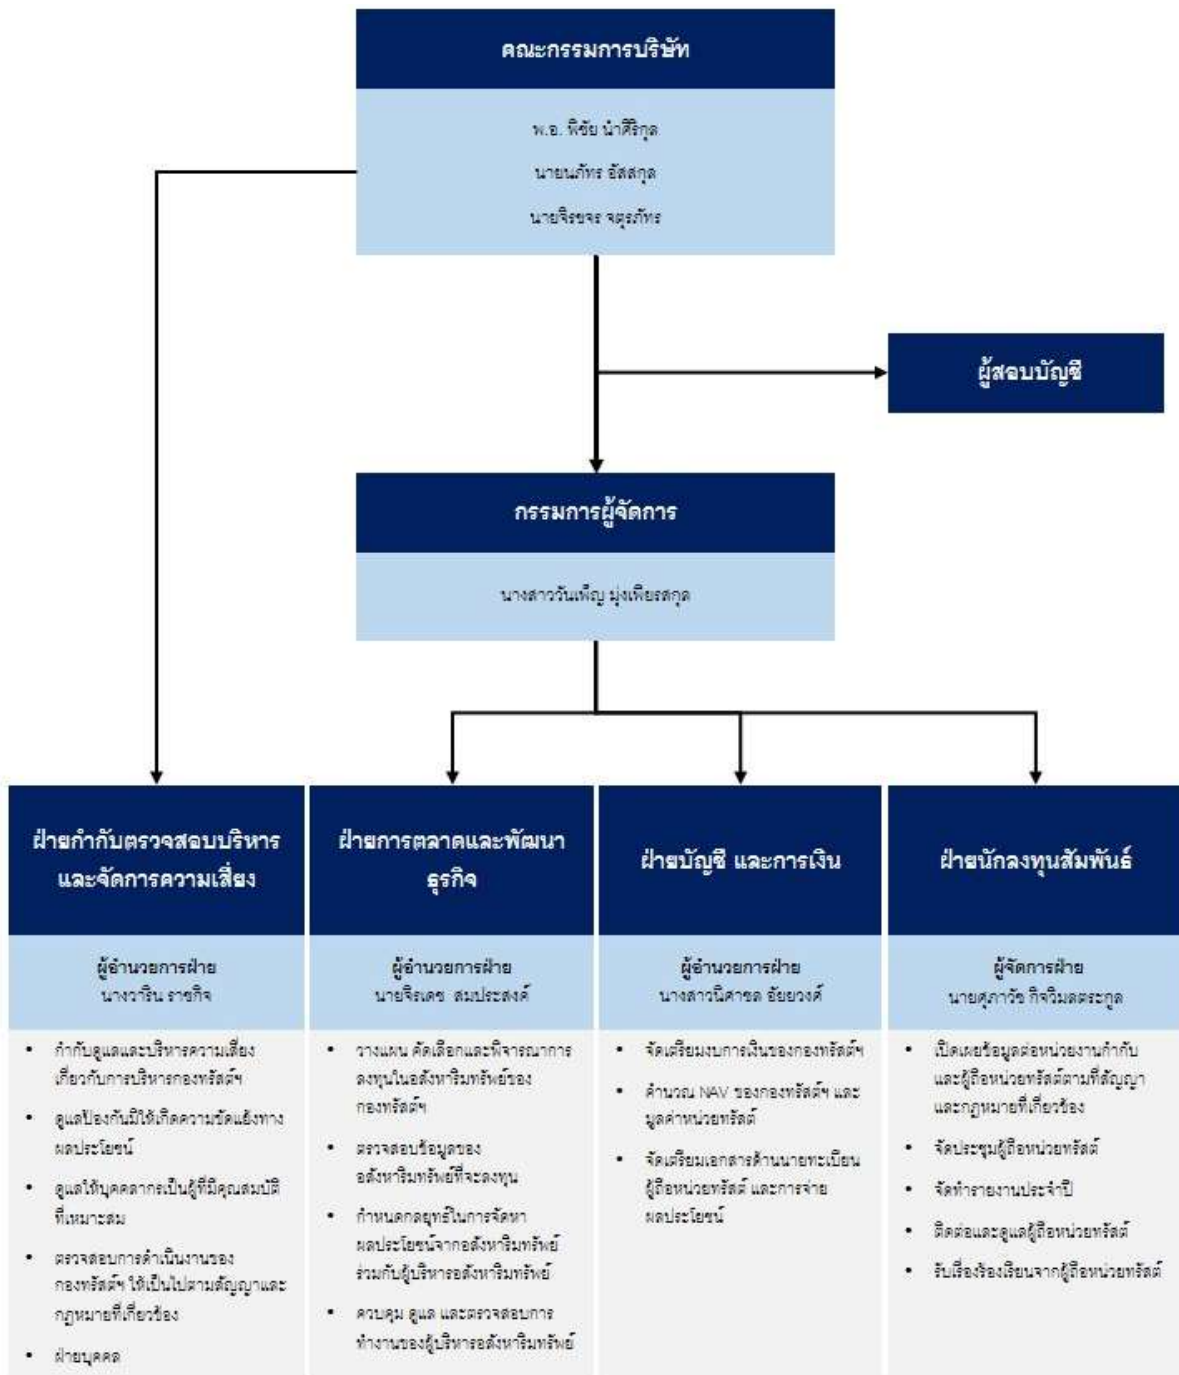 คณะกรรมการบริษัท
พ.อ. พิชัย นำศิริกุล
นายนภัทร อัสสกุล
นายจิรขจร จตุรภัทร
ผู้สอบบัญชี
กรรมการผู้จัดการ
นางสาววันเพ็ญ มุ่งเพียรสกุล
ฝ่ายกำกับตรวจสอบบริหาร
และจัดการความเสี่ยง
ผู้อำนวยการฝ่าย
นางวาริน ราชกิจ
• กำกับดูแลและบริหารความเสี่ยง
เกี่ยวกับการบริหารกองทรัสต์ฯ
• ดูแลป้องกันมิให้เกิดความขัดแย้งทาง
ผลประโยชน์
• ดูแลให้บุคคลากรเป็นผู้ที่มีคุณสมบัติ
ที่เหมาะสม
• ตรวจสอบการดำเนินงานของ
กองทรัสต์ฯ ให้เป็นไปตามสัญญาและ
กฎหมายที่เกี่ยวข้อง
• ฝ่ายบุคคล
ฝ่ายการตลาดและพัฒนา
ธุรกิจ
ผู้อำนวยการฝ่าย
นายจิรเดช สมประสงค์
• วางแผน คัดเลือกและพิจารณาการ
ลงทุนในอสังหาริมทรัพย์ของ
กองทรัสต์ฯ
• ตรวจสอบข้อมูลของ
อสังหาริมทรัพย์ที่จะลงทุน
• กำหนดกลยุทธ์ในการจัดหา
ผลประโยชน์จากอสังหาริมทรัพย์
ร่วมกับผู้บริหารอสังหาริมทรัพย์
• ควบคุม ดูแล และตรวจสอบการ
ทำงานของผู้บริหารอสังหาริมทรัพย์
ฝ่ายบัญชี และการเงิน
ผู้อำนวยการฝ่าย
นางสาวนิศาชล อัยยวงศ์
• จัดเตรียมงบการเงินของกองทรัสต์ฯ
• คำนวณ NAV ของกองทรัสต์ฯ และ
มูลค่าหน่วยทรัสต์
• จัดเตรียมเอกสารด้านนายทะเบียน
ผู้ถือหน่วยทรัสต์ และการจ่าย
ผลประโยชน์
ฝ่ายนักลงทุนสัมพันธ์
ผู้จัดการฝ่าย
นายศุภาวัช กิจวิมลตระกูล
• เปิดเผยข้อมูลต่อหน่วยงานกำกับ
และผู้ถือหน่วยทรัสต์ตามที่สัญญา
และกฎหมายที่เกี่ยวข้อง
• จัดประชุมผู้ถือหน่วยทรัสต์
• จัดทำรายงานประจำปี
• ติดต่อและดูแลผู้ถือหน่วยทรัสต์
• รับเรื่องร้องเรียนจากผู้ถือหน่วยทรัสต์